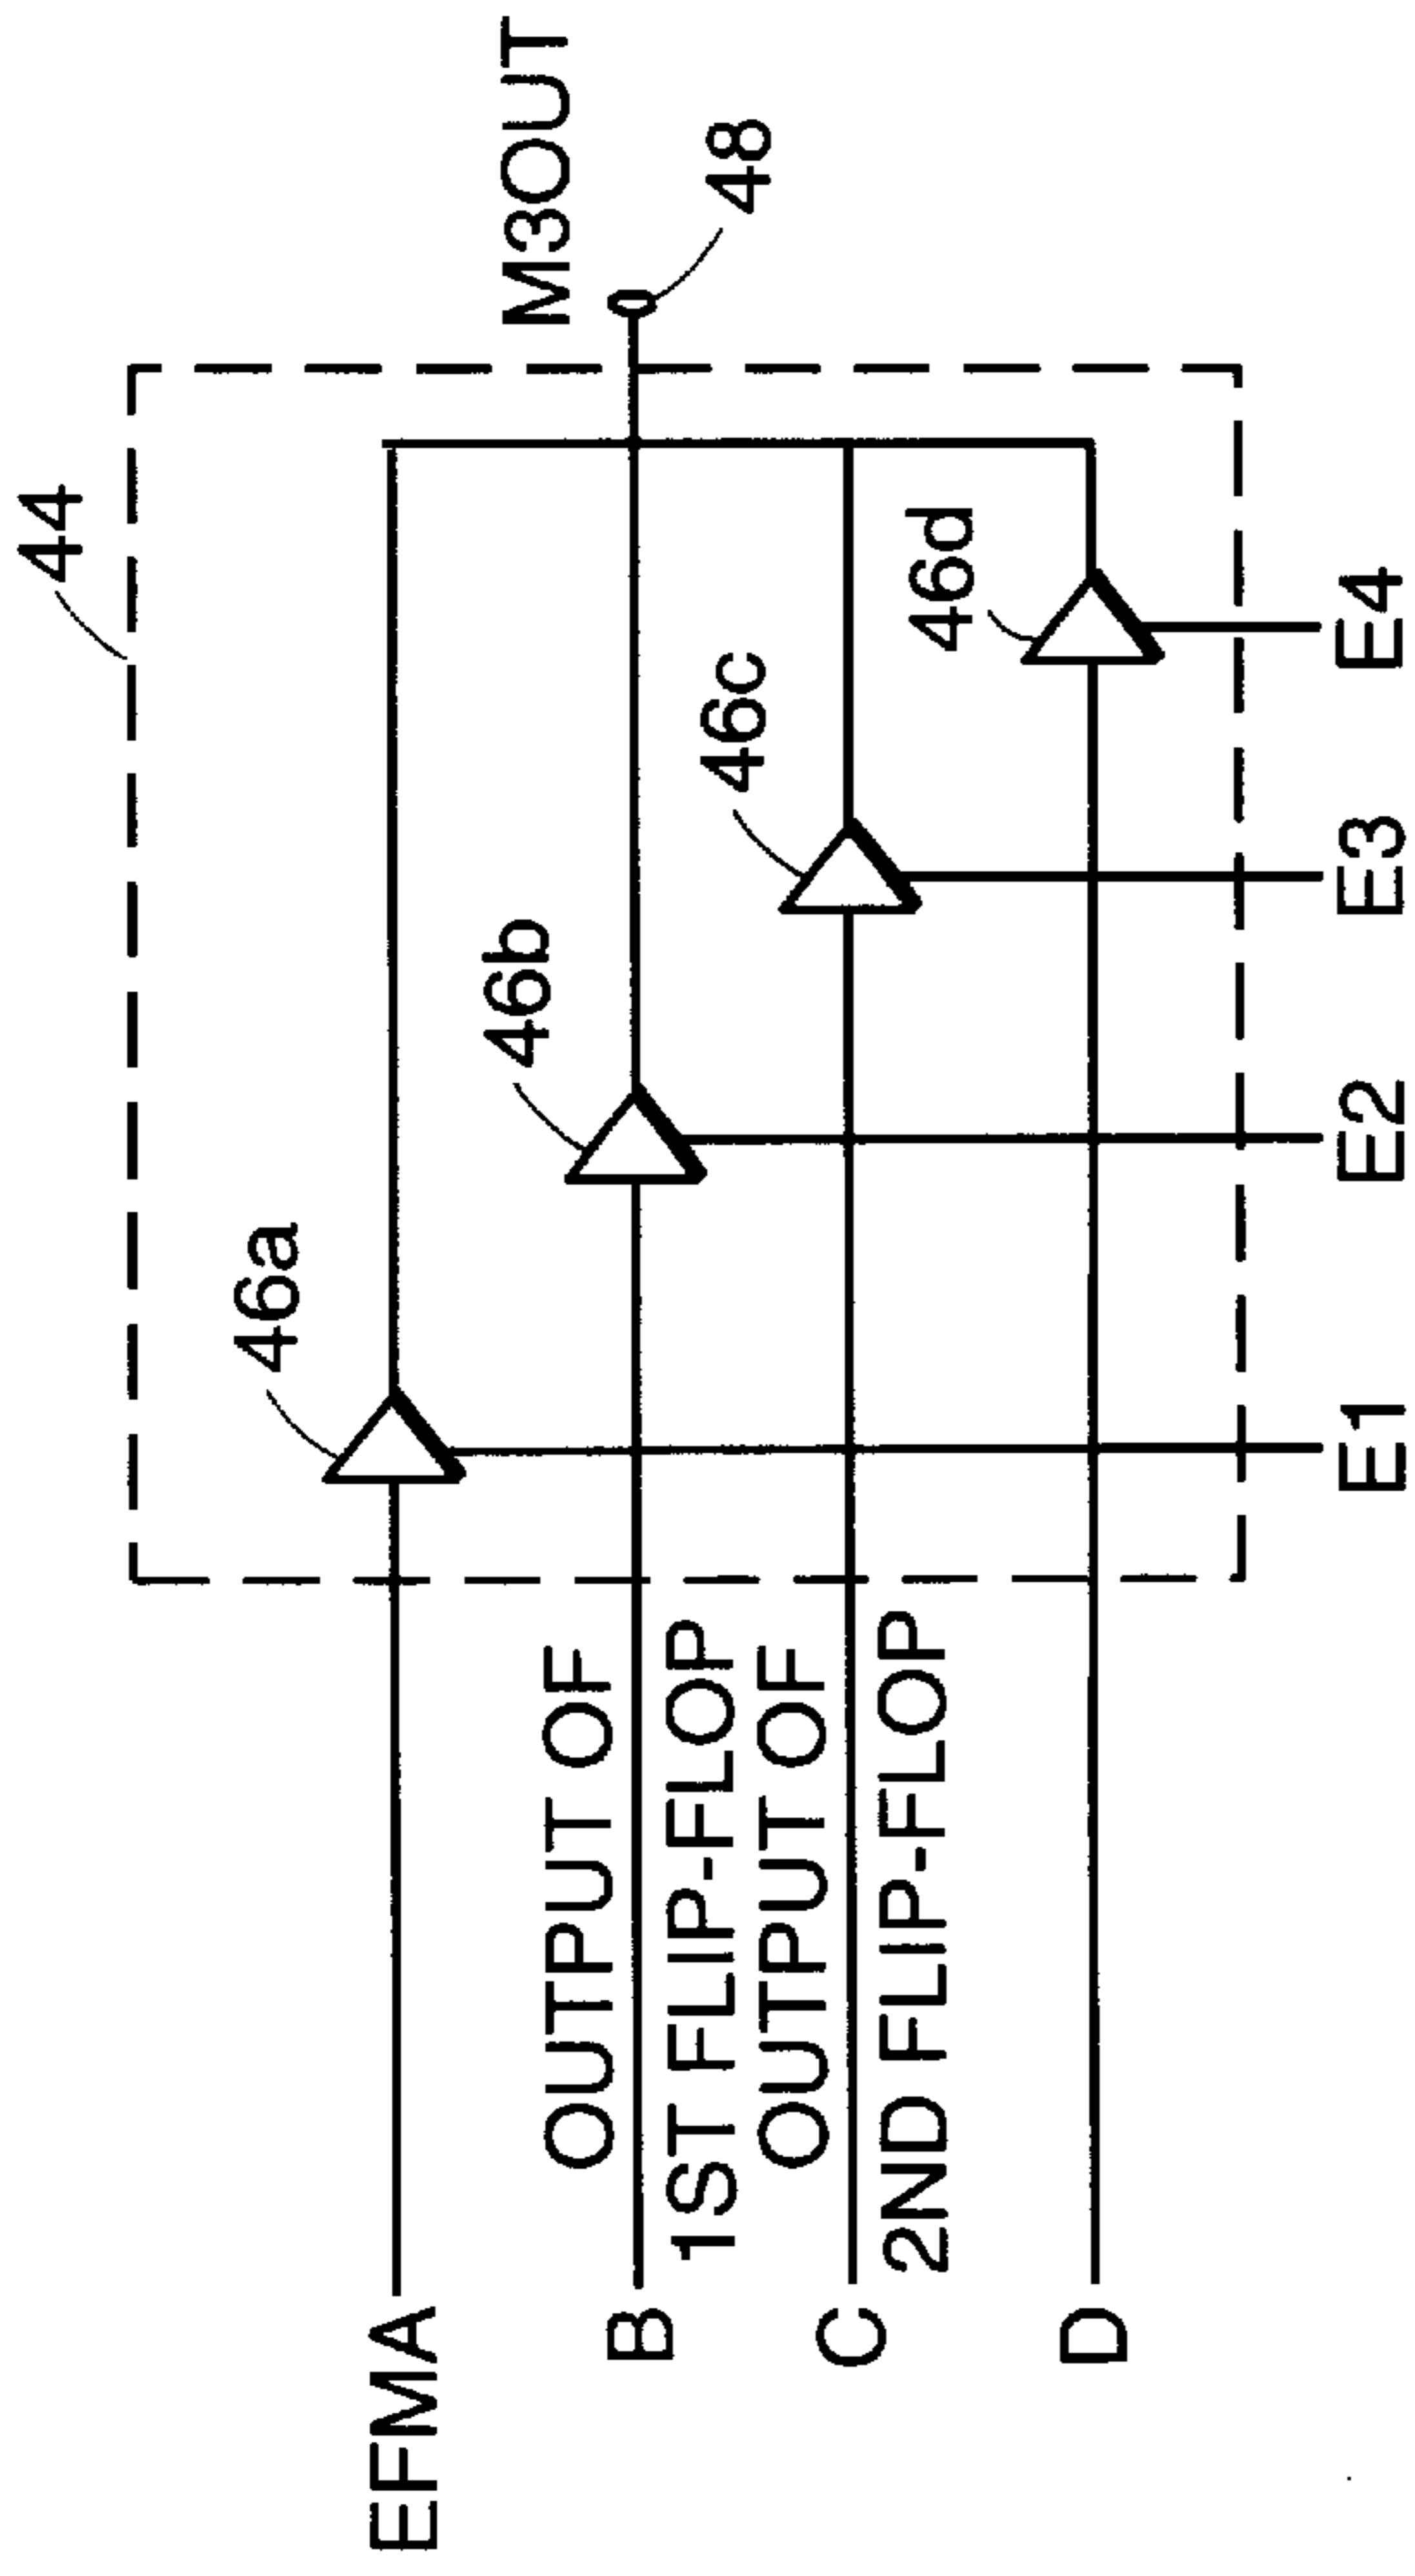 44
M3OUT
48
46a
46b
46c
46d
EFMA
OUTPUT OF
B
1ST FLIP-FLOP
OUTPUT OF
C
2ND FLIP-FLOP
D
E1
E2
E3
E4